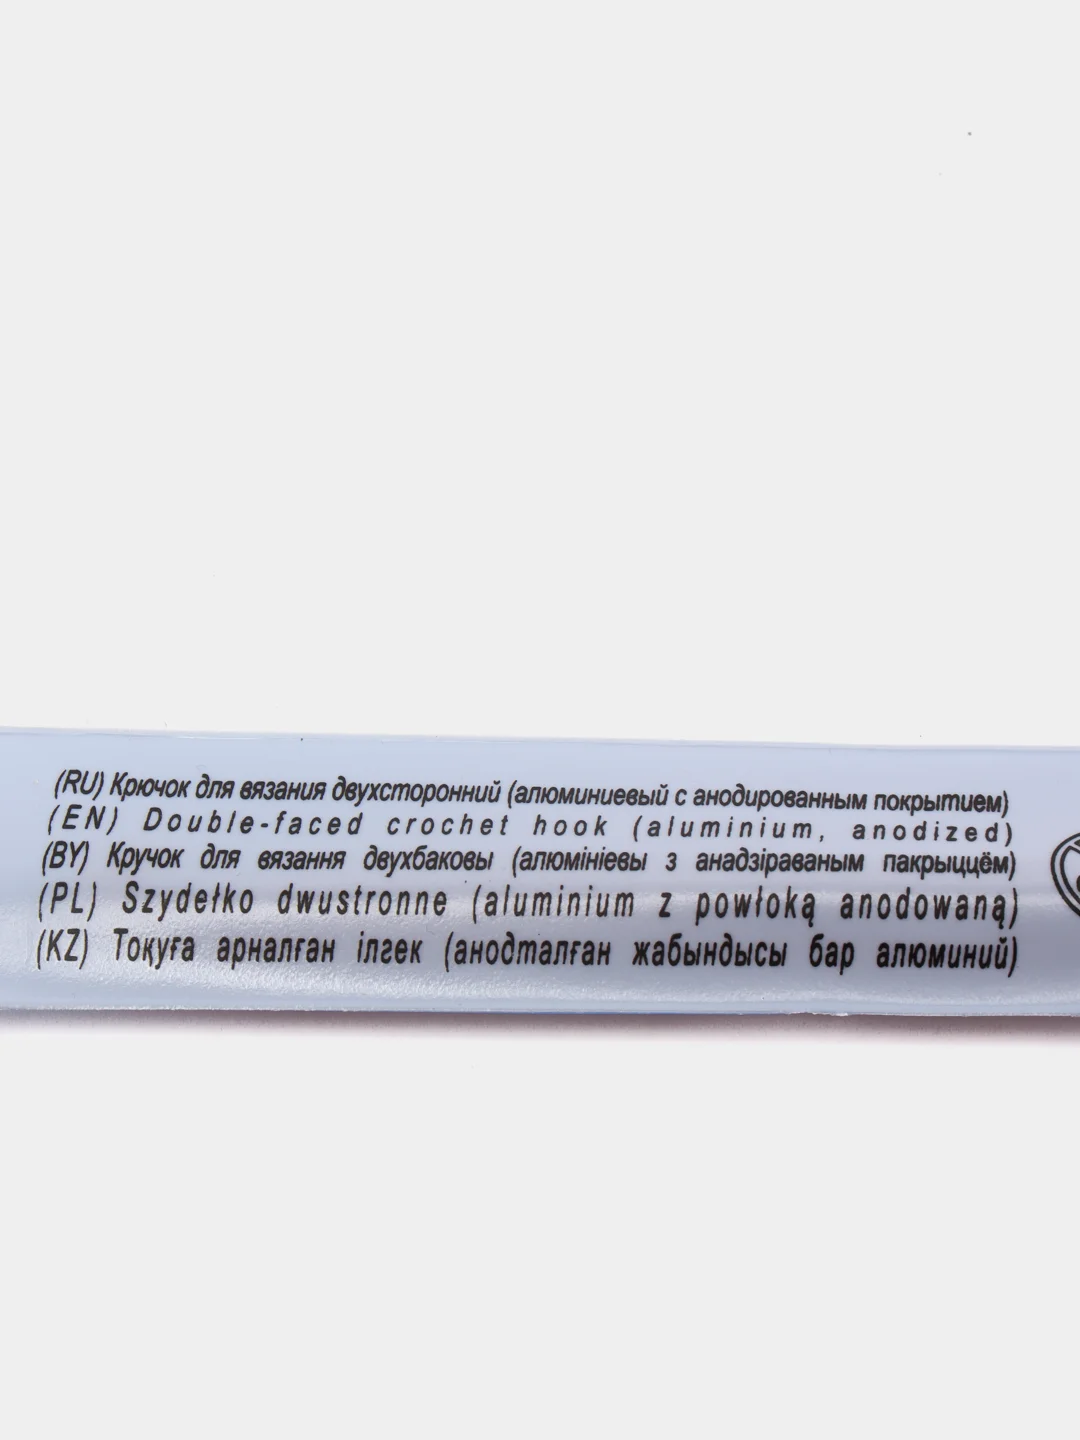 (RU) Крючок для вязания двухсторонний (алюминиевый с анодированным покрытием)
(EN) Double-faced crochet hook (aluminium, anodized)
(BY) Кручок для вязання двухбаковы (алюмініевы з анадзіраваным пакрыццём)
(PL) Szydełko dwustronne (aluminium z powłoką anodowaną)
(KZ) Тоқуға арналған ілгек (анодталған жабындысы бар алюминий)